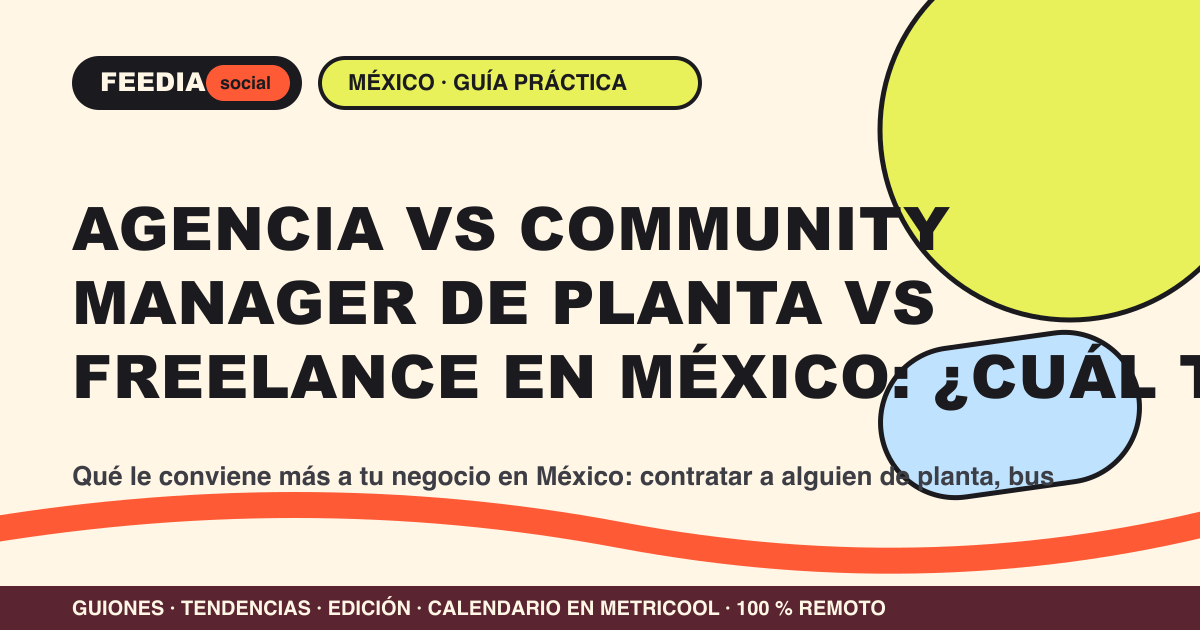 FEEDIA social
MÉXICO · GUÍA PRÁCTICA
AGENCIA VS COMMUNITY
MANAGER DE PLANTA VS
FREELANCE EN MÉXICO: ¿CUÁL T
Qué le conviene más a tu negocio en México: contratar a alguien de planta, bus
GUIONES · TENDENCIAS · EDICIÓN · CALENDARIO EN METRICOOL · 100 % REMOTO